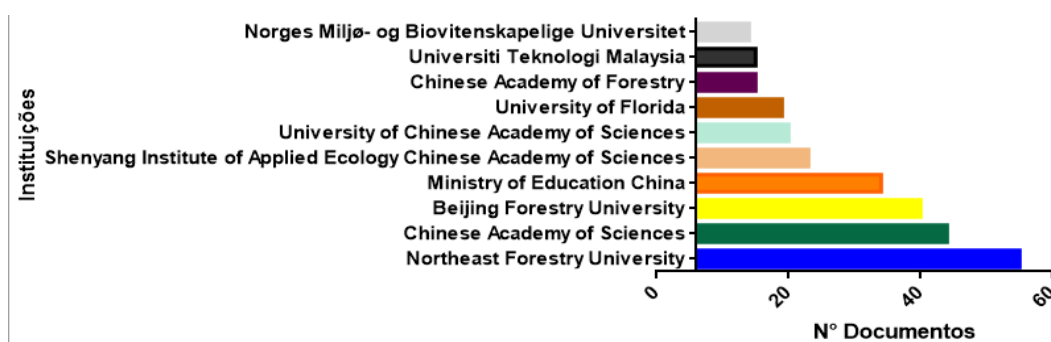 Instituições
Norges Miljø- og Biovitenskapelige Universitet
Universiti Teknologi Malaysia
Chinese Academy of Forestry
University of Florida
University of Chinese Academy of Sciences
Shenyang Institute of Applied Ecology Chinese Academy of Sciences
Ministry of Education China
Beijing Forestry University
Chinese Academy of Sciences
Northeast Forestry University
0 20 40 60
N° Documentos